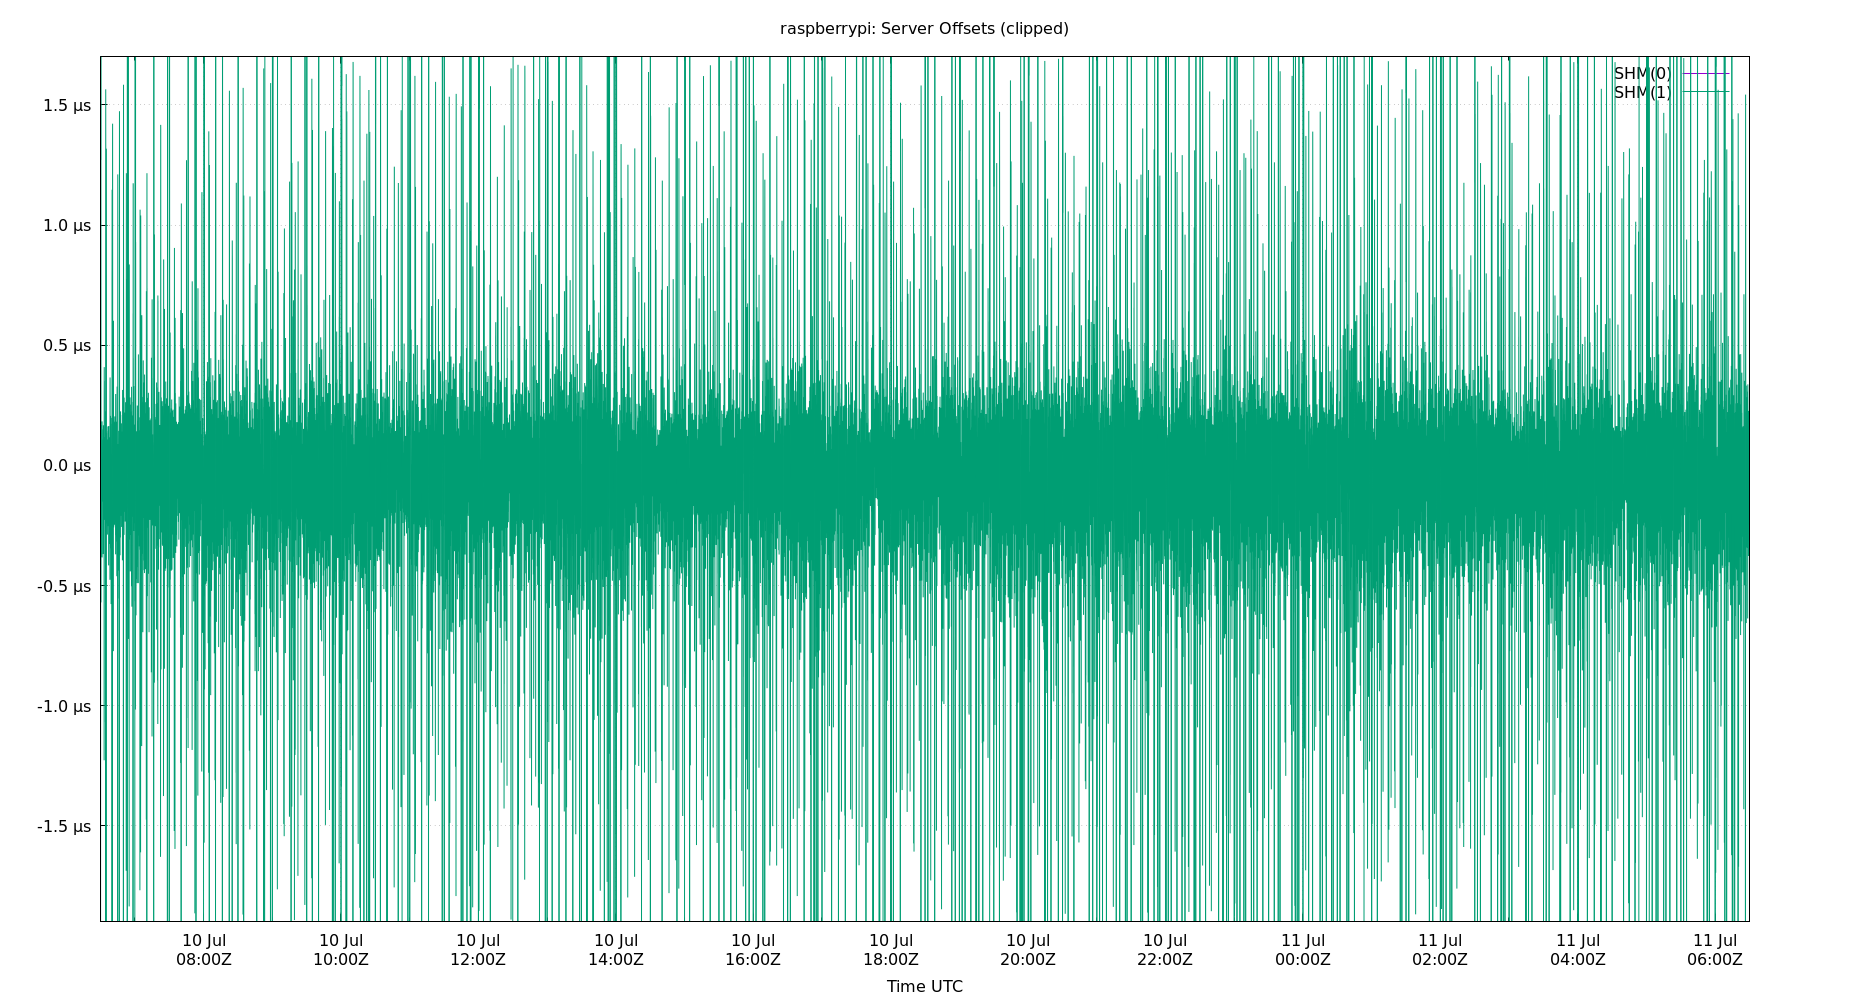 raspberrypi: Server Offsets (clipped)
SHM(0)
SHM(1)
1.5 µs
1.0 µs
0.5 µs
0.0 µs
-0.5 µs
-1.0 µs
-1.5 µs
10 Jul 10 Jul 10 Jul 10 Jul 10 Jul 10 Jul 10 Jul 10 Jul 11 Jul 11 Jul 11 Jul 11 Jul
08:00Z 10:00Z 12:00Z 14:00Z 16:00Z 18:00Z 20:00Z 22:00Z 00:00Z 02:00Z 04:00Z 06:00Z
Time UTC